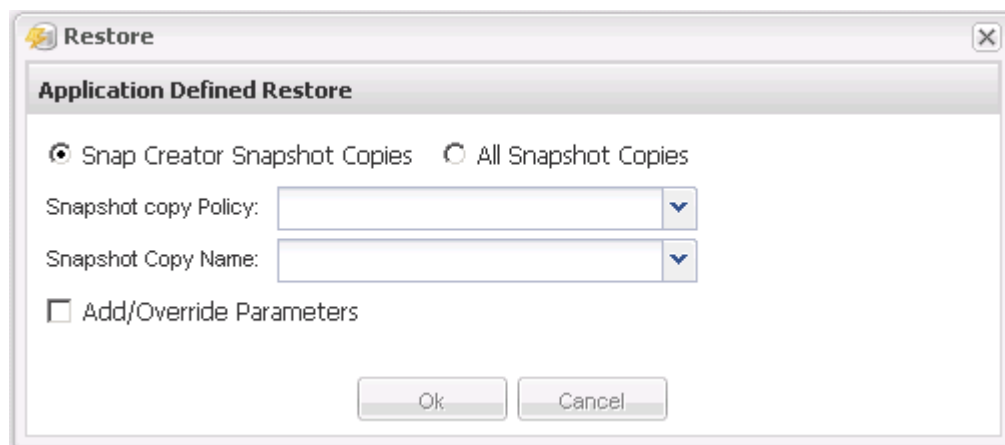 Restore
Application Defined Restore
Snap Creator Snapshot Copies All Snapshot Copies
Snapshot copy Policy:
Snapshot Copy Name:
Add/Override Parameters
Ok Cancel